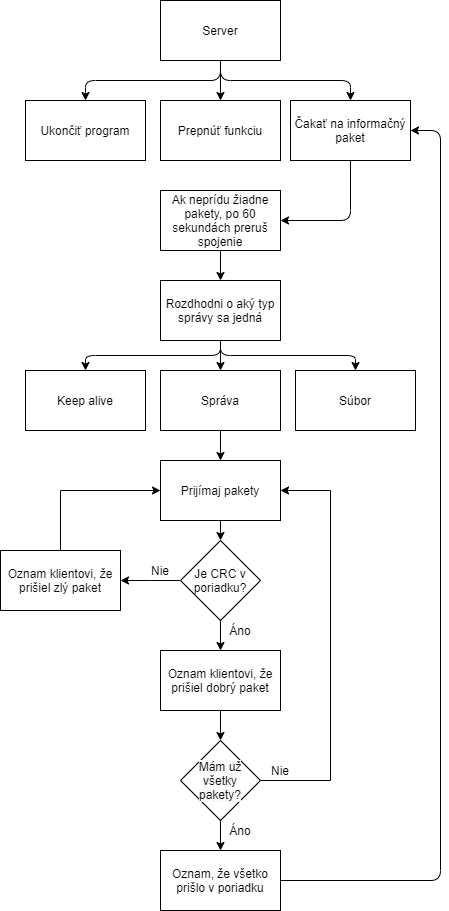 Server
Ukončiť program
Prepnúť funkciu
Čakať na informačný
paket
Ak neprídu žiadne
pakety, po 60
sekundách preruš
spojenie
Rozdhodni o aký typ
správy sa jedná
Keep alive
Správa
Súbor
Prijímaj pakety
Oznam klientovi, že
prišiel zlý paket
Nie
Je CRC v
poriadku?
Áno
Oznam klientovi, že
prišiel dobrý paket
Mám už
všetky
pakety?
Nie
Áno
Oznam, že všetko
prišlo v poriadku